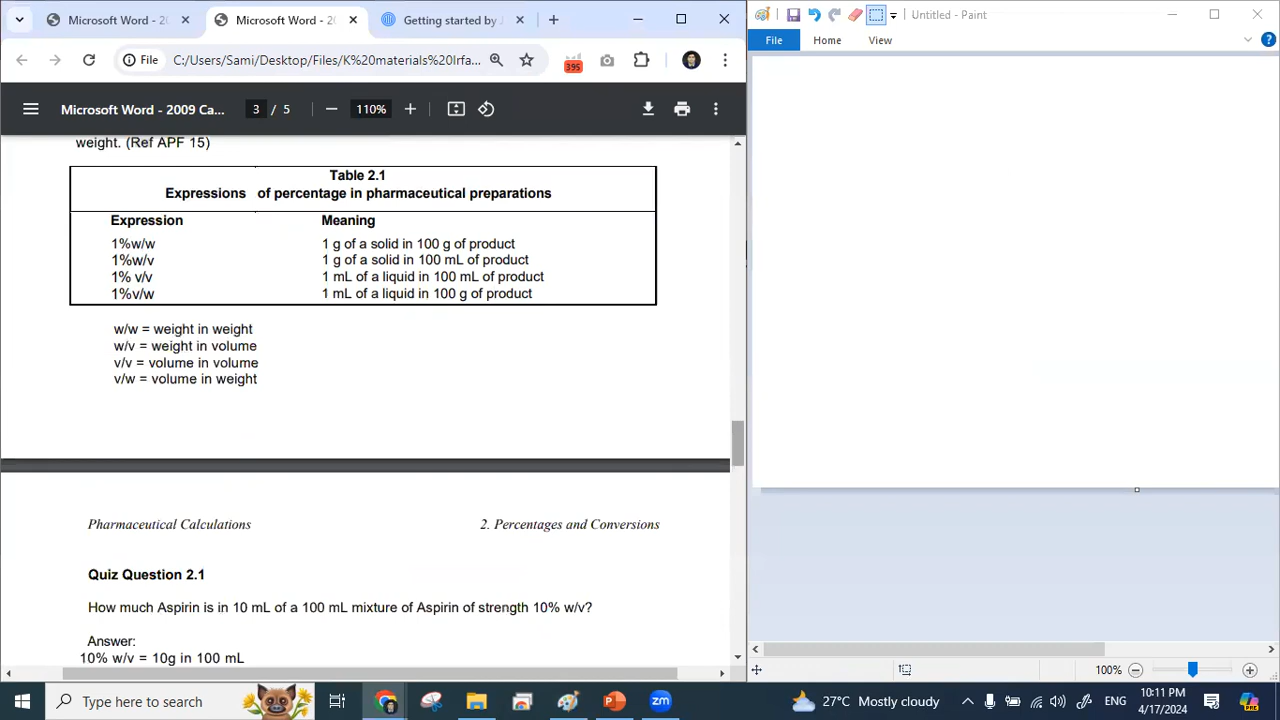 Microsoft Word - 20
Microsoft Word - 20
Getting started by
Untitled - Paint
File
C:/Users/Sami/Desktop/Files/K%20materials%20Irfa...
395
File
Home
View
Microsoft Word - 2009 Ca...
3 / 5
110%
weight. (Ref APF 15)
Table 2.1
Expressions of percentage in pharmaceutical preparations
Expression Meaning
1%w/w 1 g of a solid in 100 g of product
1%w/v 1 g of a solid in 100 mL of product
1% v/v 1 mL of a liquid in 100 mL of product
1%v/w 1 mL of a liquid in 100 g of product
w/w = weight in weight
w/v = weight in volume
v/v = volume in volume
v/w = volume in weight
Pharmaceutical Calculations 2. Percentages and Conversions
Quiz Question 2.1
How much Aspirin is in 10 mL of a 100 mL mixture of Aspirin of strength 10% w/v?
Answer:
10% w/v = 10g in 100 mL
100%
Type here to search
zm
27°C Mostly cloudy
ENG
10:11 PM
4/17/2024
PRE